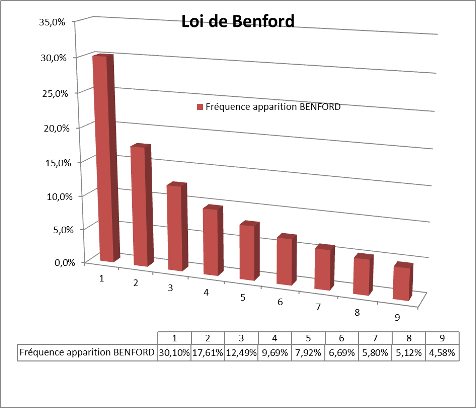 Loi de Benford
35,0%
30,0%
25,0%
20,0%
15,0%
10,0%
5,0%
0,0%
Fréquence apparition BENFORD
1 2 3 4 5 6 7 8 9
1 2 3 4 5 6 7 8 9
Fréquence apparition BENFORD 30,10% 17,61% 12,49% 9,69% 7,92% 6,69% 5,80% 5,12% 4,58%